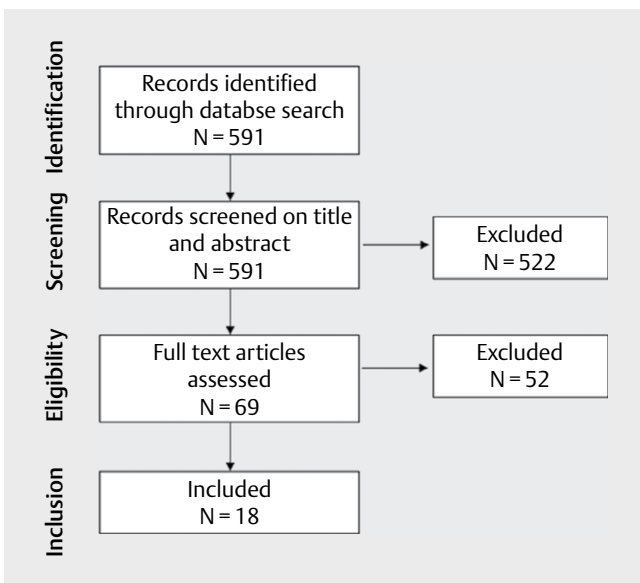 Identification
Records identified
through databse search
N = 591
Screening
Records screened on title
and abstract
N = 591
Excluded
N = 522
Eligibility
Full text articles
assessed
N = 69
Excluded
N = 52
Inclusion
Included
N = 18